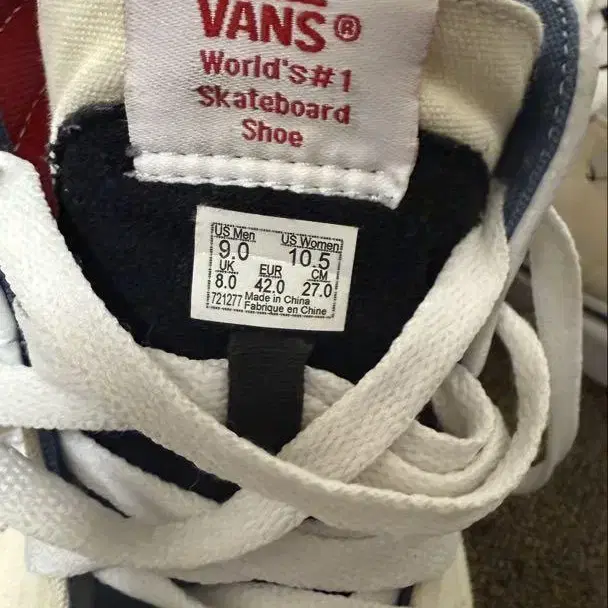 VANS®
World's#1
Skateboard
Shoe
US Men US Women
9.0 10.5
UK EUR CM
8.0 42.0 27.0
721277 Made in China
Fabrique en Chine